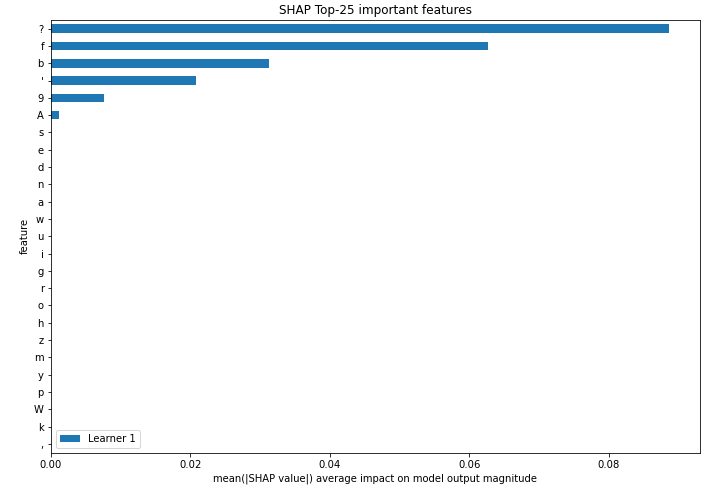 SHAP Top-25 important features
?
f
b
'
9
A
s
e
d
n
a
w
u
i
g
r
o
h
z
m
y
p
W
k
,
feature
Learner 1
0.00 0.02 0.04 0.06 0.08
mean(|SHAP value|) average impact on model output magnitude